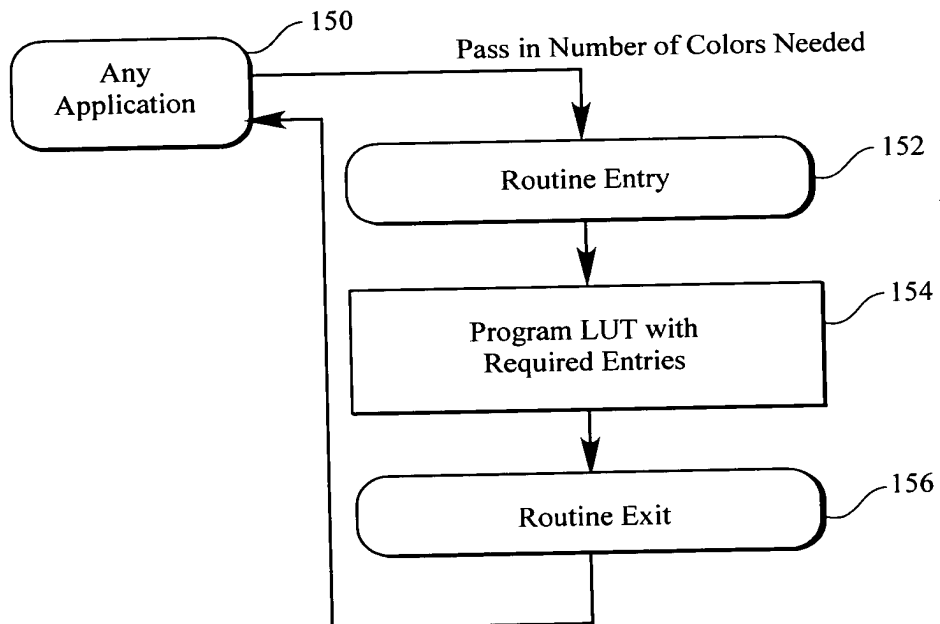 150
Any
Application
Pass in Number of Colors Needed
152
Routine Entry
154
Program LUT with
Required Entries
156
Routine Exit